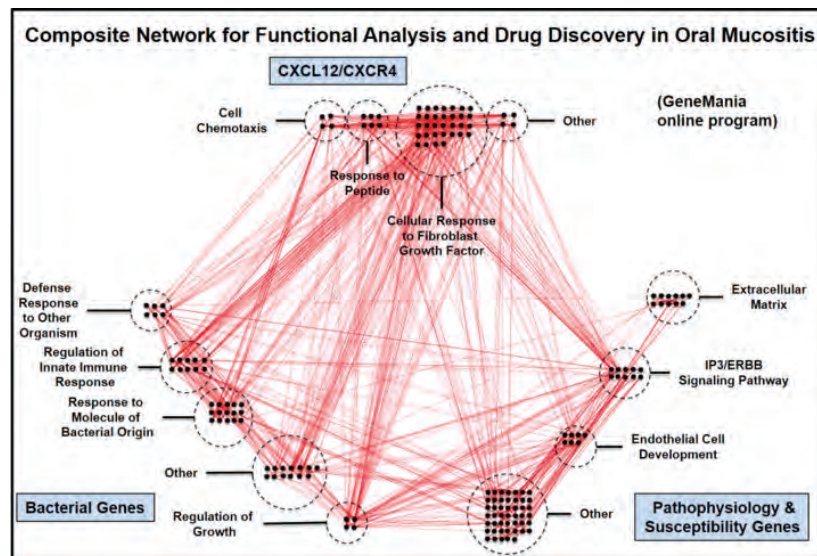 Composite Network for Functional Analysis and Drug Discovery in Oral Mucositis
CXCL12/CXCR4
Cell
Chemotaxis
Other
(GeneMania
online program)
Response to
Peptide
Cellular Response
to Fibroblast
Growth Factor
Defense
Response
to Other
Organism
Extracellular
Matrix
Regulation of
Innate Immune
Response
IP3/ERBB
Signaling Pathway
Response to
Molecule of
Bacterial Origin
Endothelial Cell
Development
Other
Bacterial Genes
Regulation of
Growth
Other
Pathophysiology &
Susceptibility Genes